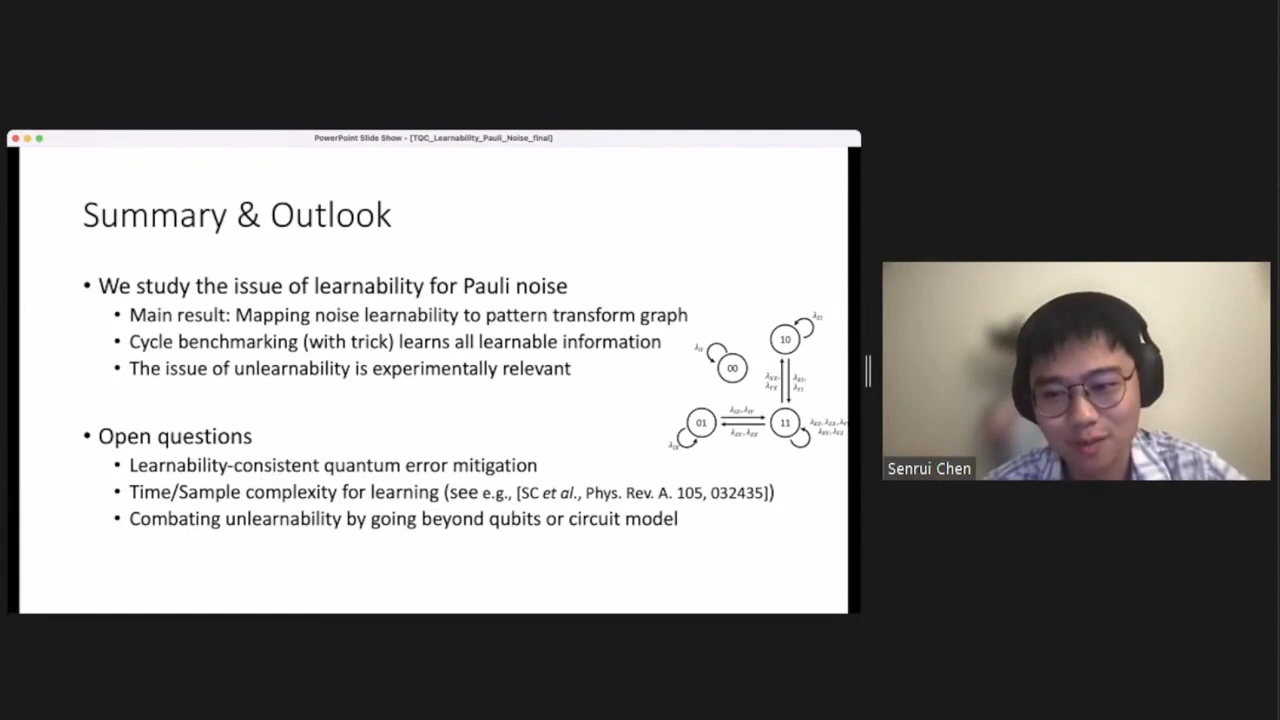 PowerPoint Slide Show - [TQC_Learnability_Pauli_Noise_final]
Summary & Outlook
• We study the issue of learnability for Pauli noise
• Main result: Mapping noise learnability to pattern transform graph
• Cycle benchmarking (with trick) learns all learnable information
• The issue of unlearnability is experimentally relevant
• Open questions
• Learnability-consistent quantum error mitigation
• Time/Sample complexity for learning (see e.g., [SC et al., Phys. Rev. A. 105, 032435])
• Combating unlearnability by going beyond qubits or circuit model
10
00
01
11
Senrui Chen